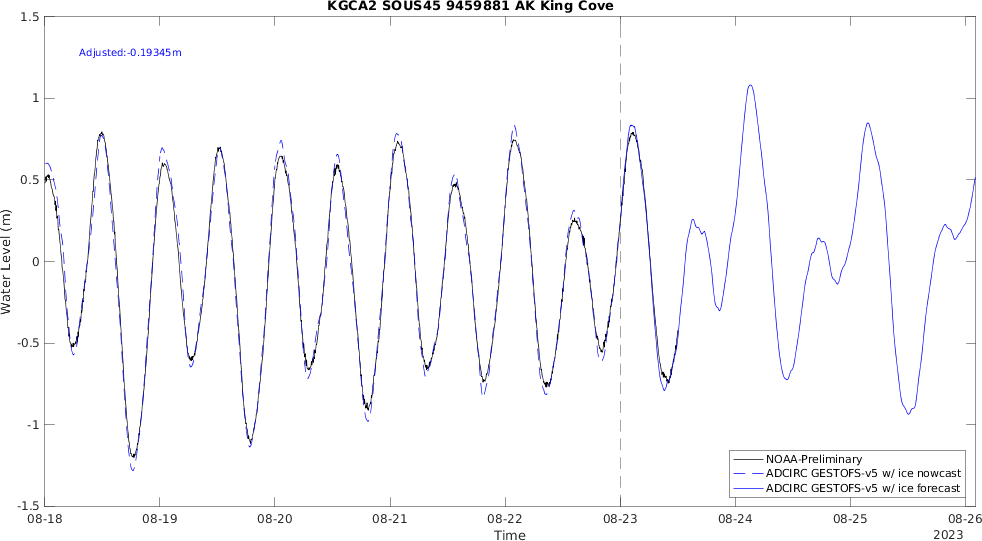 KGCA2 SOUS45 9459881 AK King Cove
Adjusted:-0.19345m
Water Level (m)
1.5
1
0.5
0
-0.5
-1
-1.5
NOAA-Preliminary
ADCIRC GESTOFS-v5 w/ ice nowcast
ADCIRC GESTOFS-v5 w/ ice forecast
08-18 08-19 08-20 08-21 08-22 08-23 08-24 08-25 08-26
Time
2023